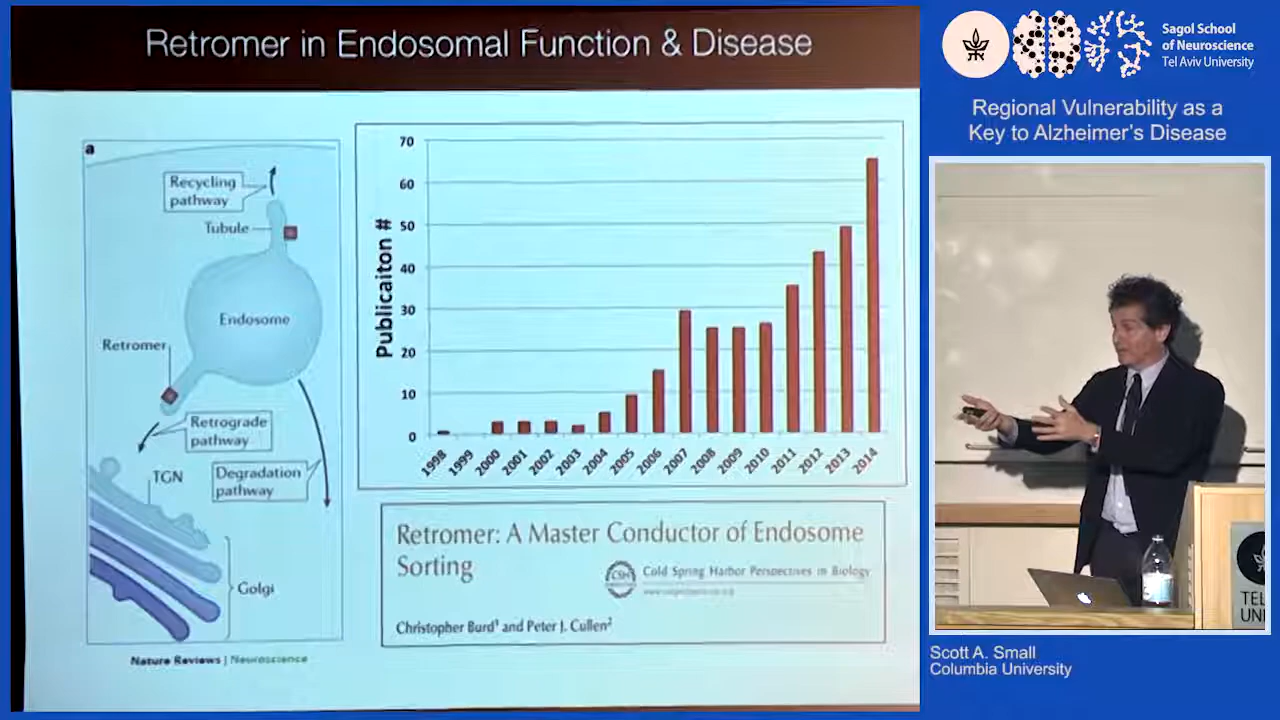 Retromer in Endosomal Function & Disease
a
Recycling
pathway
Tubule
Endosome
Retromer
Retrograde
pathway
TGN
Degradation
pathway
Golgi
Nature Reviews | Neuroscience
Publicaiton #
70
60
50
40
30
20
10
0
1998
1999
2000
2001
2002
2003
2004
2005
2006
2007
2008
2009
2010
2011
2012
2013
2014
Retromer: A Master Conductor of Endosome
Sorting
CSH
Cold Spring Harbor Perspectives in Biology
Christopher Burd¹ and Peter J. Cullen²
Sagol School
of Neuroscience
Tel Aviv University
Regional Vulnerability as a
Key to Alzheimer's Disease
TEL
UNI
Scott A. Small
Columbia University